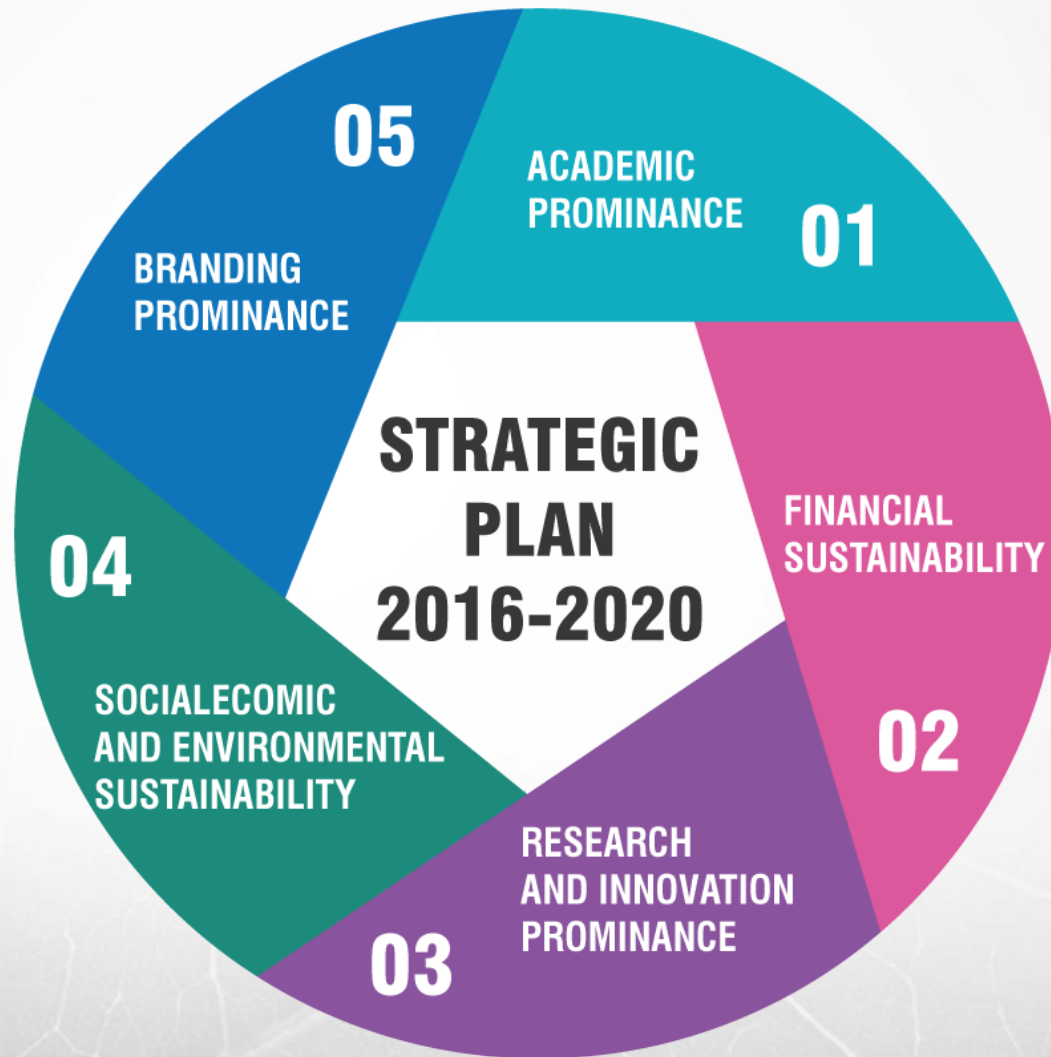 STRATEGIC
PLAN
2016-2020
01
ACADEMIC
PROMINANCE
02
FINANCIAL
SUSTAINABILITY
03
RESEARCH
AND INNOVATION
PROMINANCE
04
SOCIALECOMIC
AND ENVIRONMENTAL
SUSTAINABILITY
05
BRANDING
PROMINANCE